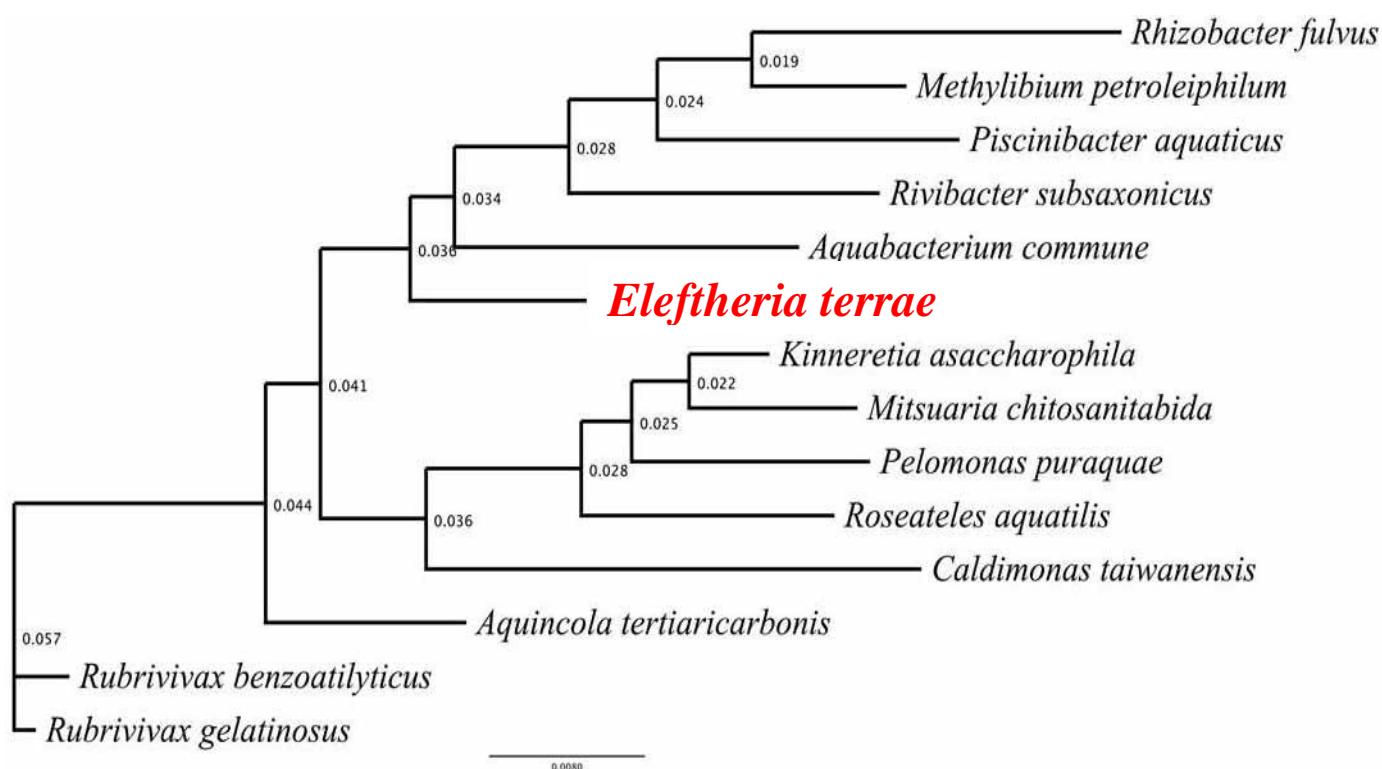 Rhizobacter fulvus
0.019
Methylibium petroleiphilum
0.024
Piscinibacter aquaticus
0.028
Rivibacter subsaxonicus
0.034
Aquabacterium commune
0.036
Eleftheria terrae
Kinneretia asaccharophila
0.022
0.041
Mitsuaria chitosanitabida
0.025
Pelomonas puraquae
0.028
0.044
Roseateles aquatilis
0.036
Caldimonas taiwanensis
Aquincola tertiaricarbonis
0.057
Rubrivivax benzoatilyticus
Rubrivivax gelatinosus
0.0080